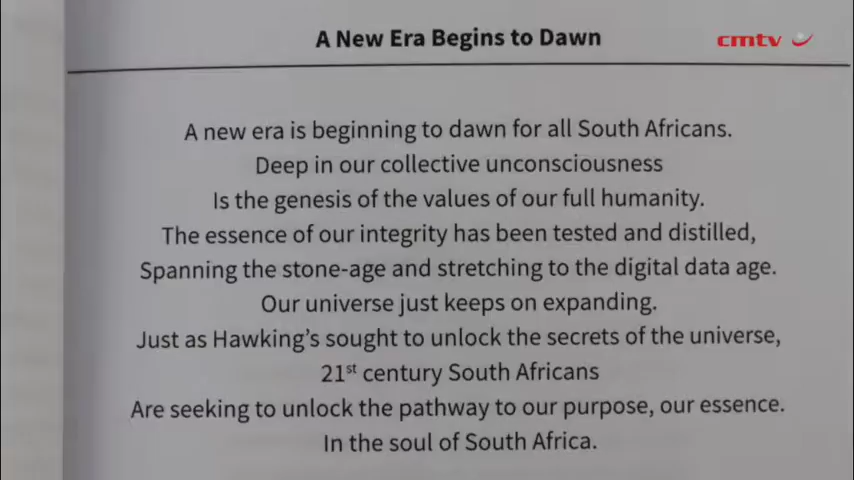 A New Era Begins to Dawn
cmtv
A new era is beginning to dawn for all South Africans.
Deep in our collective unconsciousness
Is the genesis of the values of our full humanity.
The essence of our integrity has been tested and distilled,
Spanning the stone-age and stretching to the digital data age.
Our universe just keeps on expanding.
Just as Hawking's sought to unlock the secrets of the universe,
21st century South Africans
Are seeking to unlock the pathway to our purpose, our essence.
In the soul of South Africa.